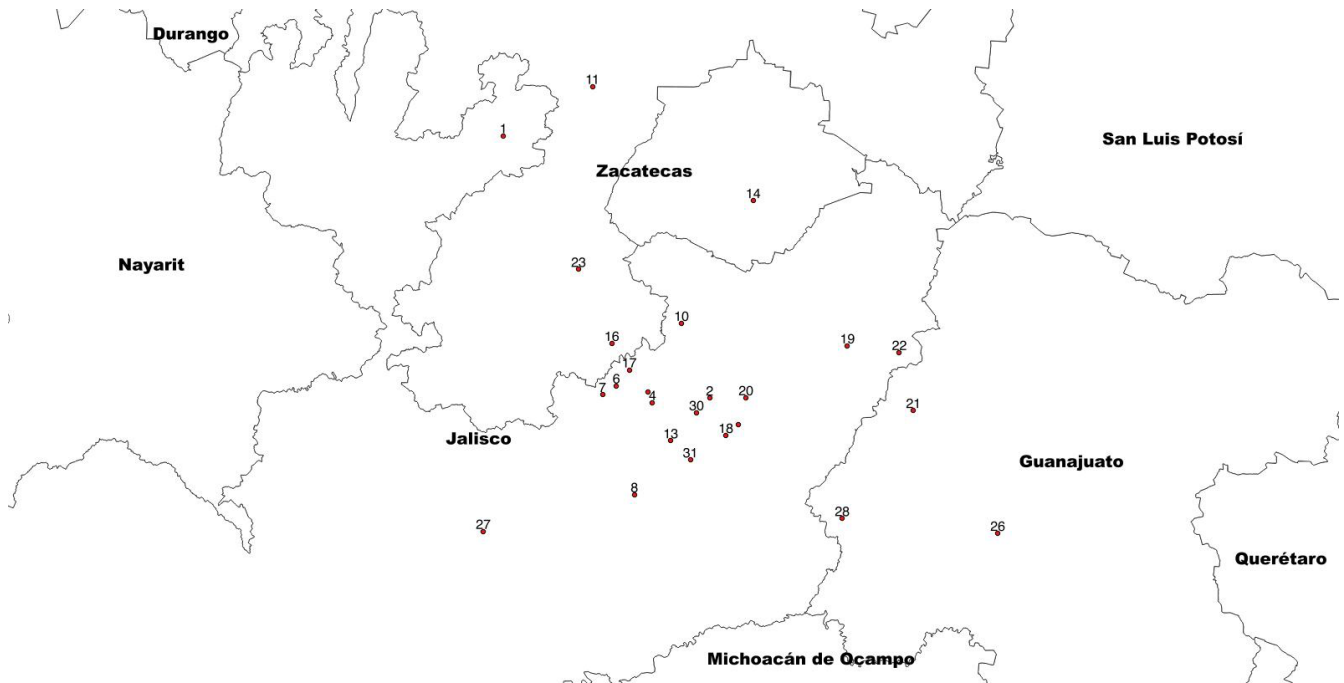 Durango
11
1
San Luis Potosí
Zacatecas
14
Nayarit
23
10
16
19
22
17
6
7
4
2
20
30
21
18
13
Jalisco
31
Guanajuato
8
28
27
26
Querétaro
Michoacán de Ocampo